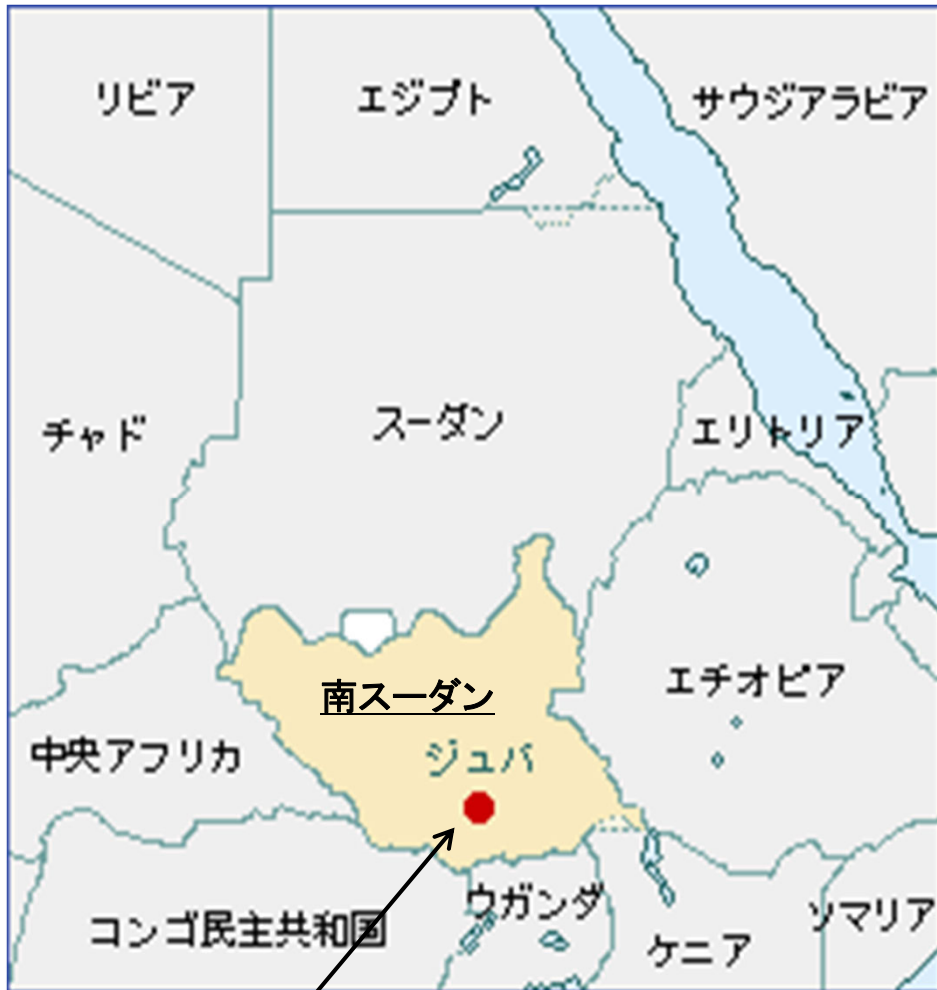 リビア
エジプト
サウジアラビア
チャド
スーダン
エリトリア
南スーダン
エチオピア
中央アフリカ
ジュバ
コンゴ民主共和国
ウガンダ
ケニア
ソマリア